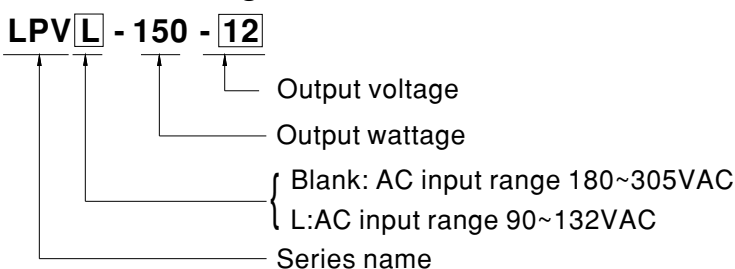 LPVL - 150 - 12
Output voltage
Output wattage
Blank: AC input range 180~305VAC
L:AC input range 90~132VAC
Series name